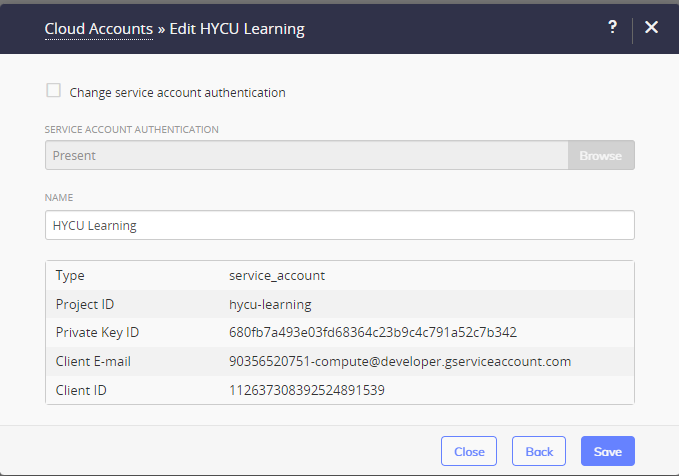 Cloud Accounts » Edit HYCU Learning ?
Change service account authentication
SERVICE ACCOUNT AUTHENTICATION
Present Browse
NAME
HYCU Learning
Type service_account
Project ID hycu-learning
Private Key ID 680fb7a493e03fd68364c23b9c4c791a52c7b342
Client E-mail 90356520751-compute@developer.gserviceaccount.com
Client ID 112637308392524891539
Close Back Save